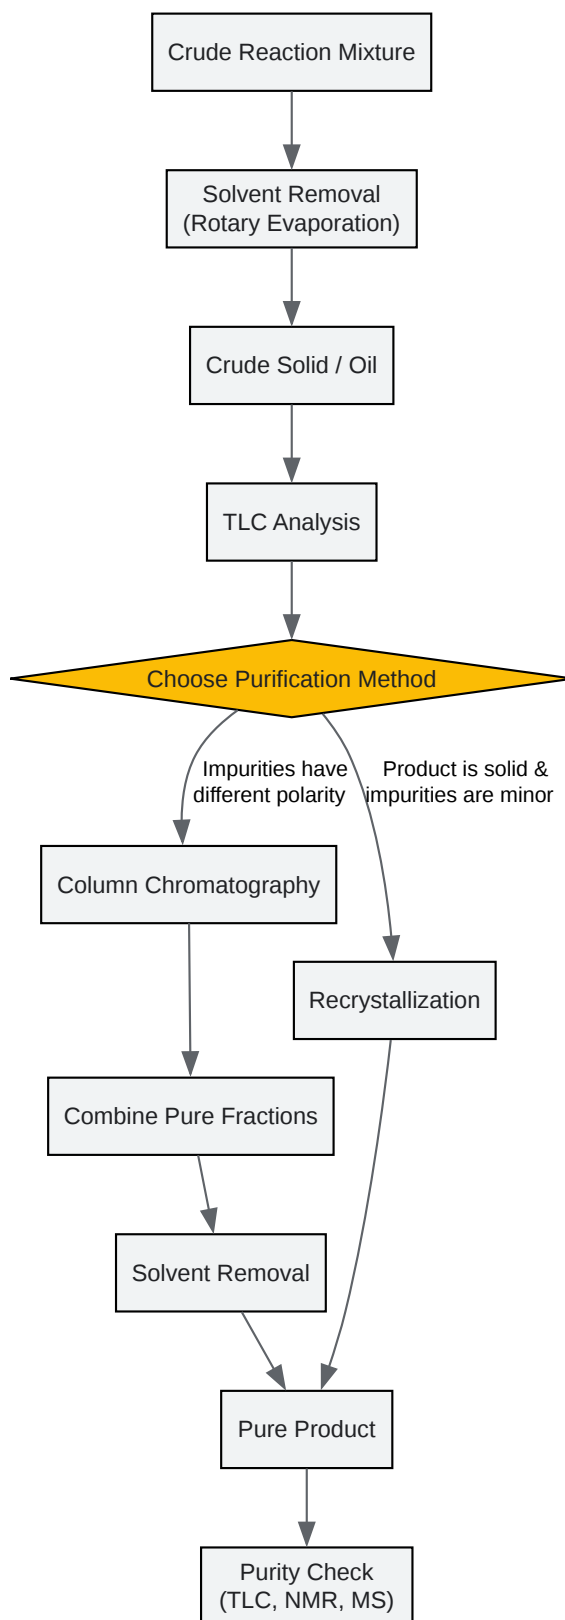 Crude Reaction Mixture
Solvent Removal
(Rotary Evaporation)
Crude Solid / Oil
TLC Analysis
Choose Purification Method
Impurities have
different polarity
Product is solid &
impurities are minor
Column Chromatography
Recrystallization
Combine Pure Fractions
Solvent Removal
Pure Product
Purity Check
(TLC, NMR, MS)